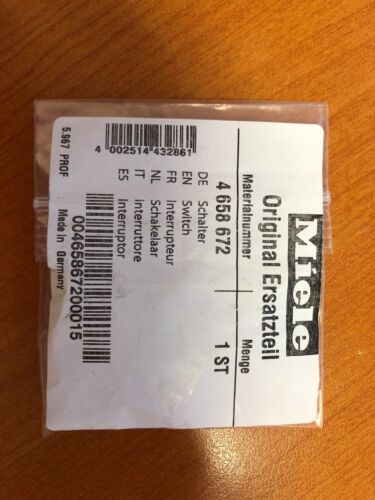 Miele
Original Ersatzteil
Materialnummer Menge
4 658 672 1 ST
DE Schalter
EN Switch
FR Interrupteur
NL Schakelaar
IT Interruttore
ES Interruptor
4 002514 432861
00465867200015
5.967 PROF Made in Germany